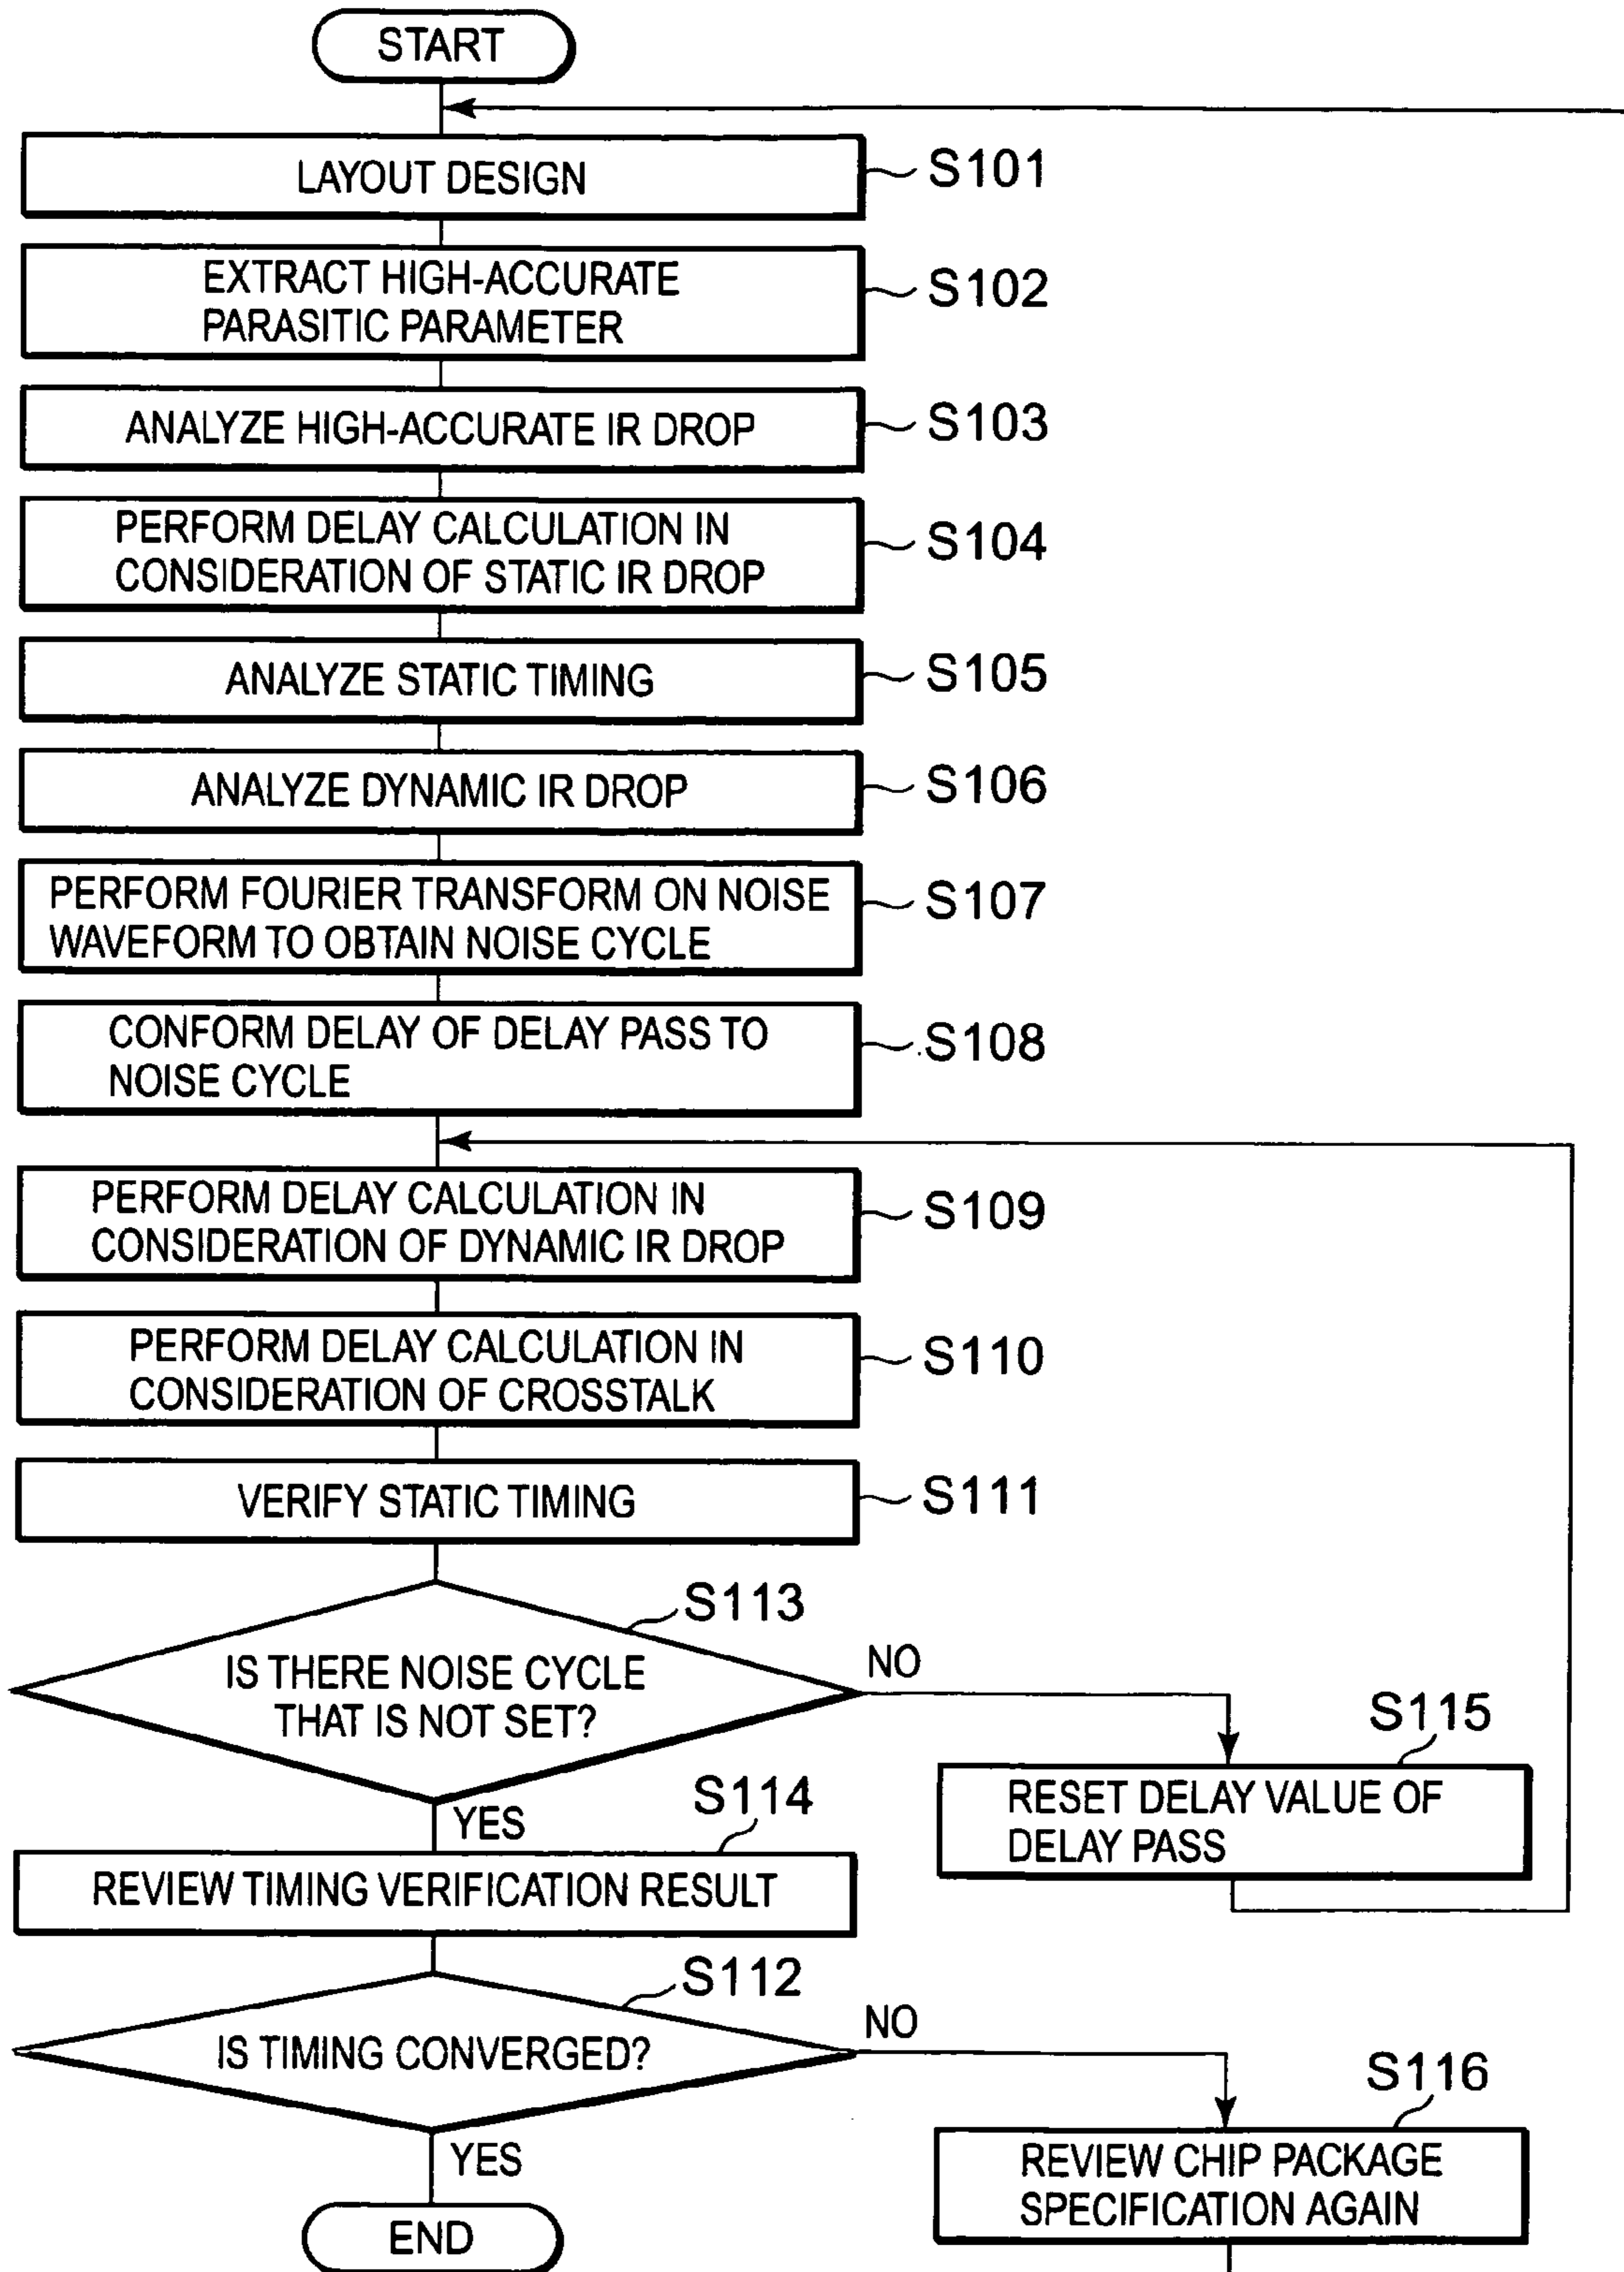 START
LAYOUT DESIGN
S101
EXTRACT HIGH-ACCURATE
PARASITIC PARAMETER
S102
ANALYZE HIGH-ACCURATE IR DROP
S103
PERFORM DELAY CALCULATION IN
CONSIDERATION OF STATIC IR DROP
S104
ANALYZE STATIC TIMING
S105
ANALYZE DYNAMIC IR DROP
S106
PERFORM FOURIER TRANSFORM ON NOISE
WAVEFORM TO OBTAIN NOISE CYCLE
S107
CONFORM DELAY OF DELAY PASS TO
NOISE CYCLE
S108
PERFORM DELAY CALCULATION IN
CONSIDERATION OF DYNAMIC IR DROP
S109
PERFORM DELAY CALCULATION IN
CONSIDERATION OF CROSSTALK
S110
VERIFY STATIC TIMING
S111
S113
IS THERE NOISE CYCLE
THAT IS NOT SET?
NO
YES
S115
RESET DELAY VALUE OF
DELAY PASS
S114
REVIEW TIMING VERIFICATION RESULT
S112
IS TIMING CONVERGED?
NO
YES
S116
REVIEW CHIP PACKAGE
SPECIFICATION AGAIN
END